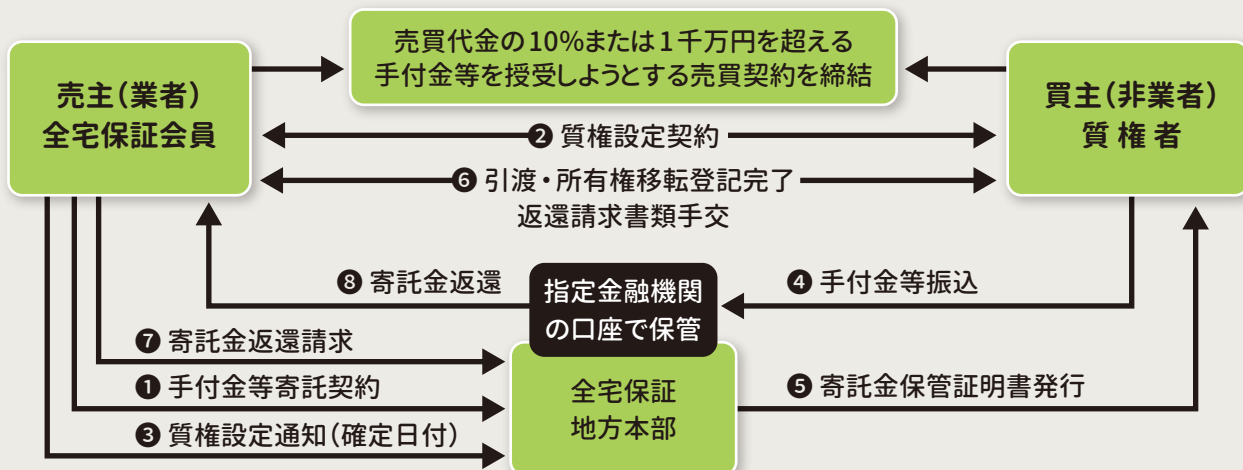 売買代金の10%または1千万円を超える
手付金等を授受しようとする売買契約を締結
売主(業者)
全宅保証会員
買主(非業者)
質権者
❷ 質権設定契約
❻ 引渡・所有権移転登記完了
返還請求書類手交
❽ 寄託金返還
指定金融機関
の口座で保管
❹ 手付金等振込
❼ 寄託金返還請求
❶ 手付金等寄託契約
❸ 質権設定通知(確定日付)
全宅保証
地方本部
❺ 寄託金保管証明書発行